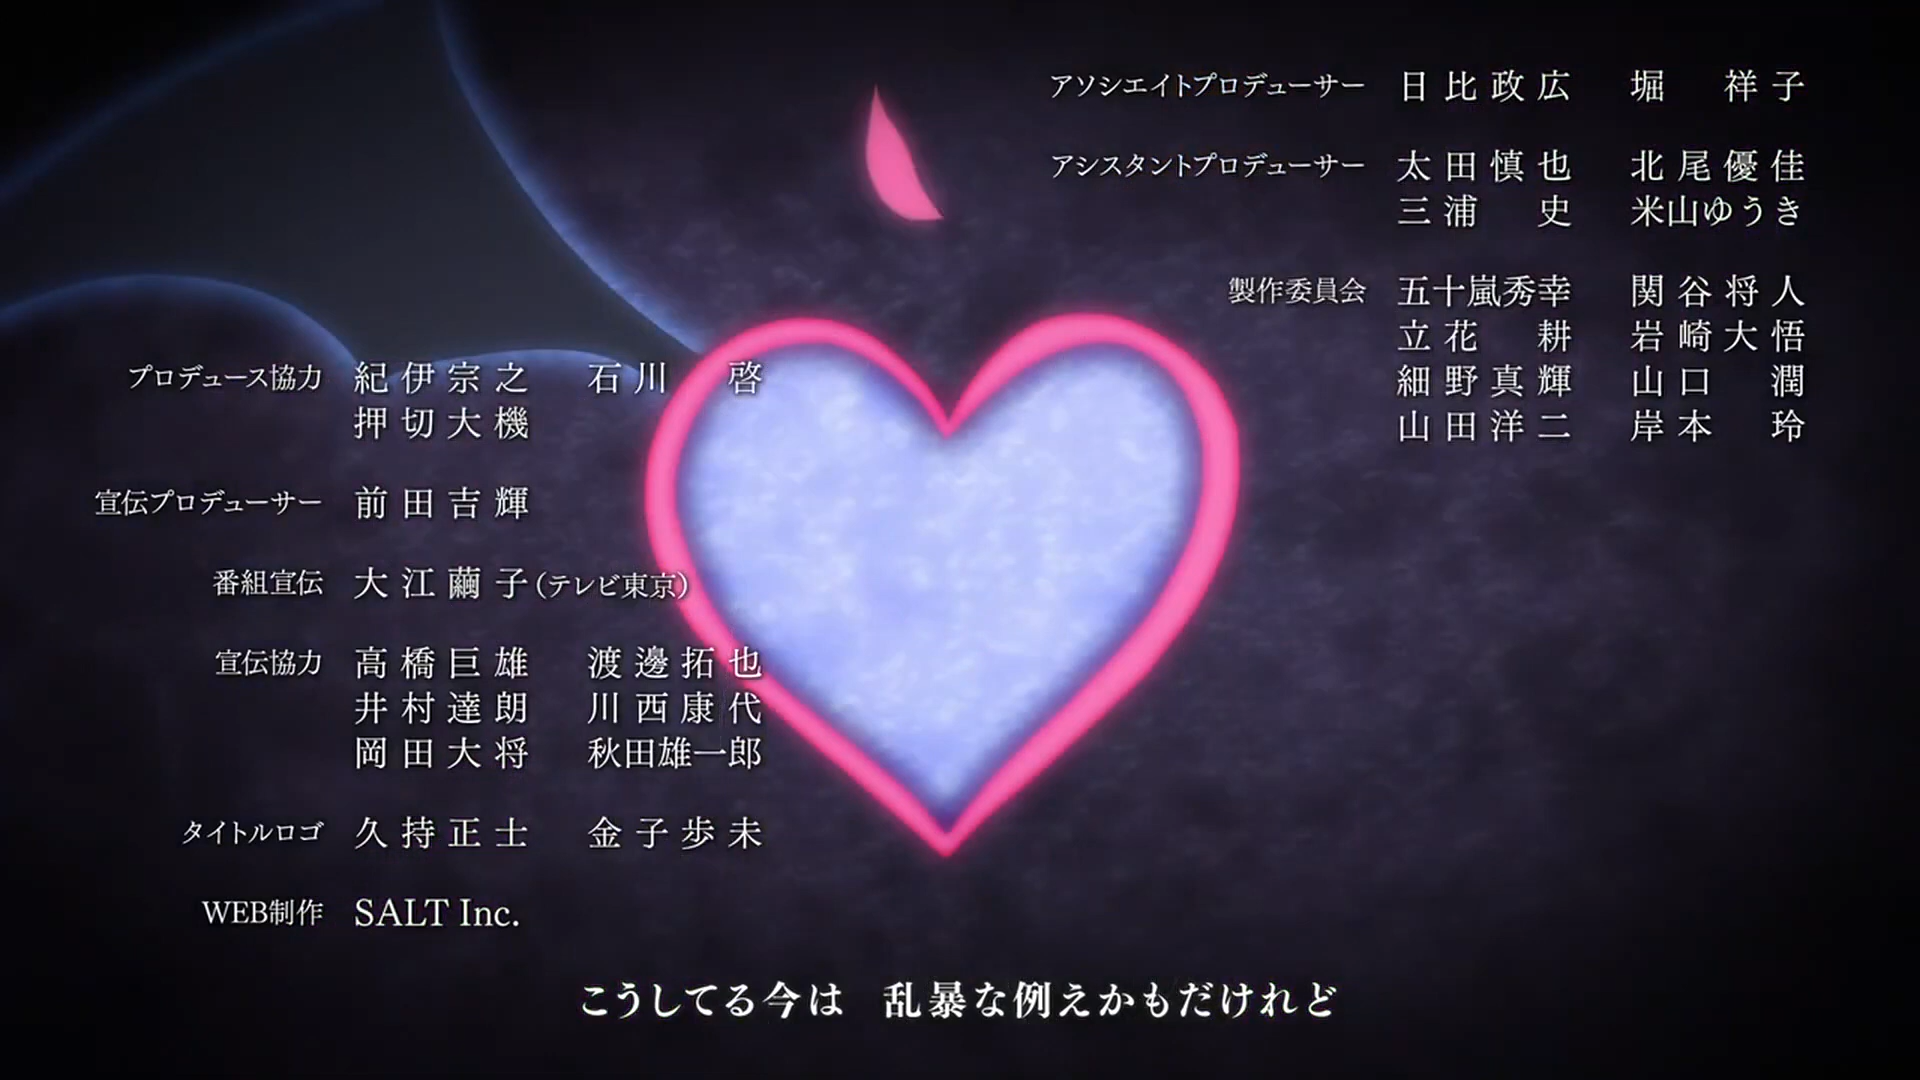 プロデュース協力 紀伊宗之 石川 啓
押切大機
宣伝プロデューサー 前田吉輝
番組宣伝 大江繭子(テレビ東京)
宣伝協力 高橋巨雄 渡邊拓也
井村達朗 川西康代
岡田大将 秋田雄一郎
タイトルロゴ 久持正士 金子歩未
WEB制作 SALT Inc.
アソシエイトプロデューサー 日比政広 堀 祥子
アシスタントプロデューサー 太田慎也 北尾優佳
三浦 史 米山ゆうき
製作委員会 五十嵐秀幸 関谷将人
立花 耕 岩崎大悟
細野真輝 山口 潤
山田洋二 岸本 玲
こうしてる今は 乱暴な例えかもだけれど